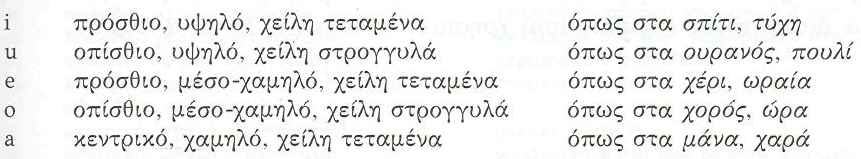 i πρόσθιο, υψηλό, χείλη τεταμένα όπως στα σπίτι, τύχη
u οπίσθιο, υψηλό, χείλη στρογγυλά όπως στα ουρανός, πουλί
e πρόσθιο, μέσο-χαμηλό, χείλη τεταμένα όπως στα χέρι, ωραία
o οπίσθιο, μέσο-χαμηλό, χείλη στρογγυλά όπως στα χορός, ώρα
a κεντρικό, χαμηλό, χείλη τεταμένα όπως στα μάνα, χαρά